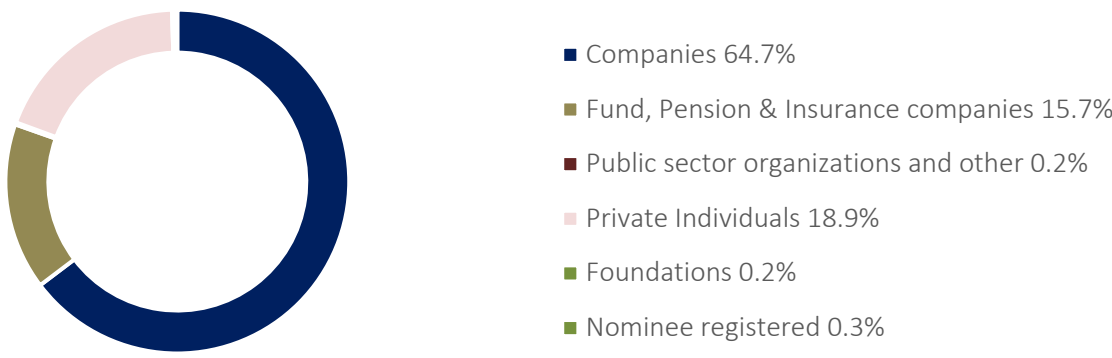 Companies 64.7%
Fund, Pension & Insurance companies 15.7%
Public sector organizations and other 0.2%
Private Individuals 18.9%
Foundations 0.2%
Nominee registered 0.3%